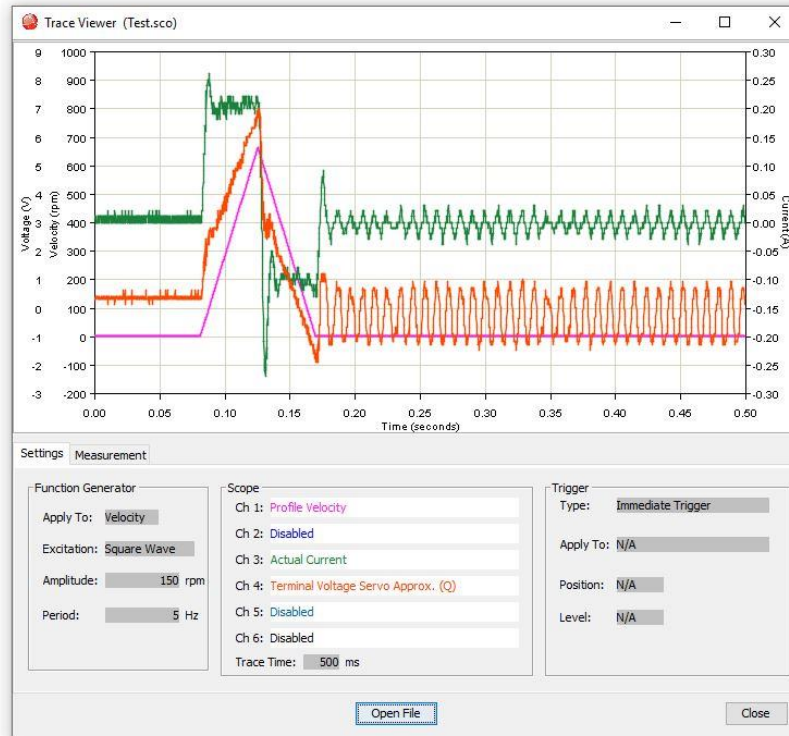 Trace Viewer (Test.sco)
9 1000 0.30
8 900 0.25
7 800 0.20
6 700 0.15
5 600 0.10
4 500 0.05
3 400 0.00
2 300 -0.05
1 200 -0.10
0 100 -0.15
-1 0 -0.20
-2 -100 -0.25
-3 -200 -0.30
Voltage (V)
Velocity (rpm)
Current (A)
0.00 0.05 0.10 0.15 0.20 0.25 0.30 0.35 0.40 0.45 0.50
Time (seconds)
Settings Measurement
Function Generator
Apply To: Velocity
Excitation: Square Wave
Amplitude: 150 rpm
Period: 5 Hz
Scope
Ch 1: Profile Velocity
Ch 2: Disabled
Ch 3: Actual Current
Ch 4: Terminal Voltage Servo Approx. (Q)
Ch 5: Disabled
Ch 6: Disabled
Trace Time: 500 ms
Trigger
Type: Immediate Trigger
Apply To: N/A
Position: N/A
Level: N/A
Open File
Close